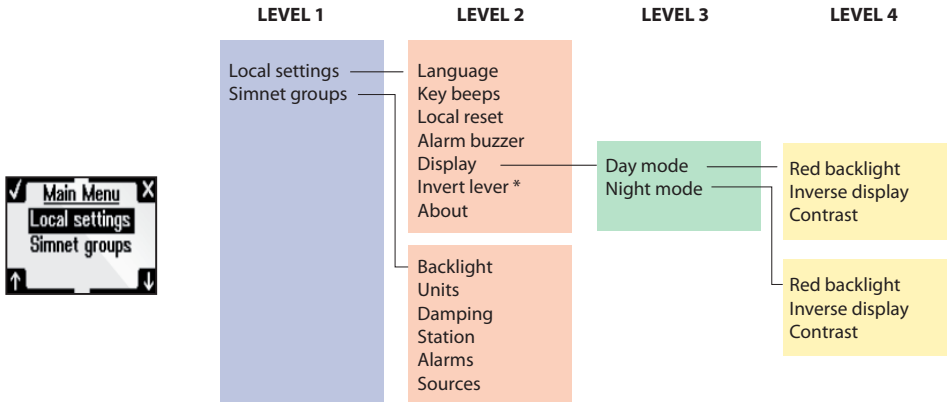 LEVEL 1
LEVEL 2
LEVEL 3
LEVEL 4
Main Menu
Local settings
Simnet groups
Local settings
Simnet groups
Language
Key beeps
Local reset
Alarm buzzer
Display
Invert lever *
About
Backlight
Units
Damping
Station
Alarms
Sources
Day mode
Night mode
Red backlight
Inverse display
Contrast
Red backlight
Inverse display
Contrast